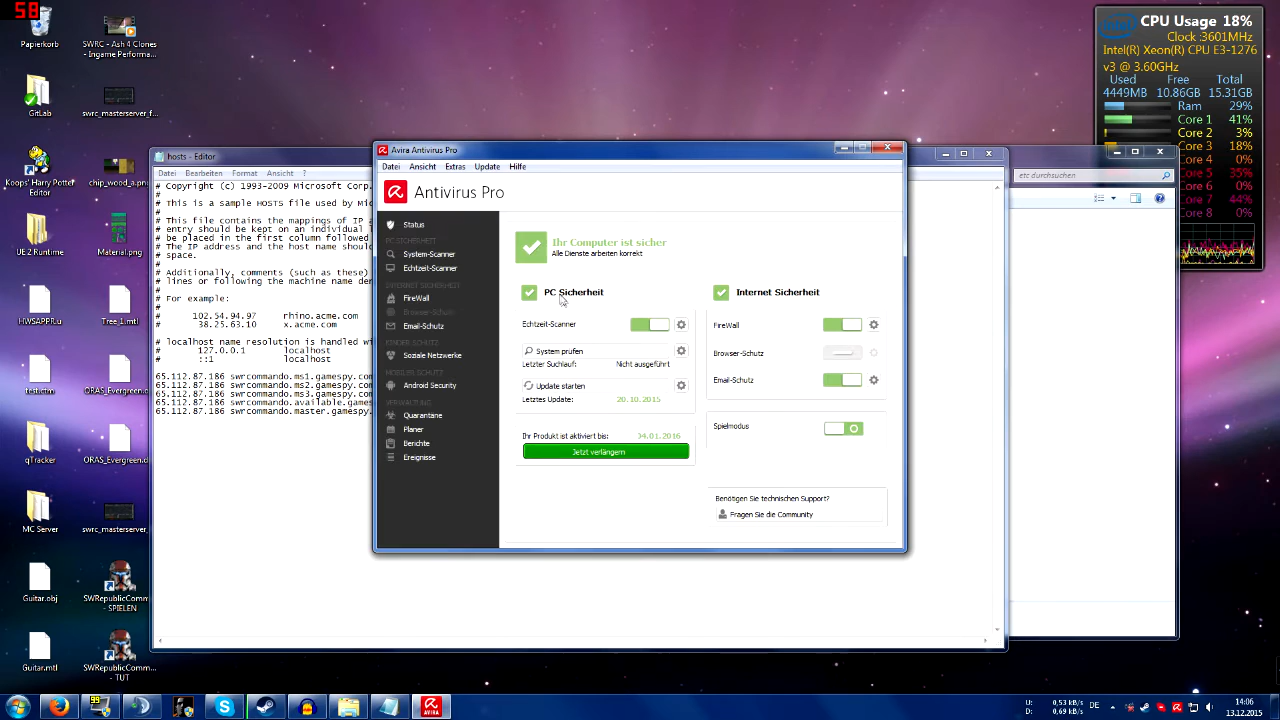 58
Papierkorb
SWRC - Ash 4 Clones - Ingame Performa...
GitLab
swrc_masterserver_f...
Koops' Harry Potter
chip_wood_a.png
UE2 Runtime
Material.png
HWSAPPR.u
Tree_1.mtl
Editoren
ORAS_Evergreen.d...
qTracker
ORAS_Evergreen.obj
MC Server
swrc_masterserver_...
Guitar.obj
SWRepublicComm... - SPIELEN
Guitar.mtl
SWRepublicComm... - TUT
intel
CPU Usage 18%
Clock:3601MHz
Intel(R) Xeon(R) CPU E3-1276
v3 @ 3.60GHz
Used Free Total
4449MB 10.86GB 15.31GB
Ram 29%
Core 1 41%
Core 2 3%
Core 3 18%
Core 4 0%
Core 5 35%
Core 6 0%
Core 7 44%
Core 8 0%
hosts - Editor
Datei Bearbeiten Format Ansicht ?
# Copyright (c) 1993-2009 Microsoft Corp.
#
# This is a sample HOSTS file used by Mic
#
# This file contains the mappings of IP a
# entry should be kept on an individual l
# be placed in the first column followed
# The IP address and the host name should
# space.
#
# Additionally, comments (such as these)
# lines or following the machine name den
#
# For example:
#
# 102.54.94.97 rhino.acme.com
# 38.25.63.10 x.acme.com
# localhost name resolution is handled wi
# 127.0.0.1 localhost
# ::1 localhost
65.112.87.186 swrcommando.ms1.gamespy.com
65.112.87.186 swrcommando.ms2.gamespy.com
65.112.87.186 swrcommando.ms3.gamespy.com
65.112.87.186 swrcommando.available.games
65.112.87.186 swrcommando.master.gamespy.
etc durchsuchen
Avira Antivirus Pro
Datei Ansicht Extras Update Hilfe
Antivirus Pro
Status
PC SICHERHEIT
System-Scanner
Echtzeit-Scanner
INTERNET SICHERHEIT
FireWall
Browser-Schutz
Email-Schutz
KINDER SCHUTZ
Soziale Netzwerke
MOBILER SCHUTZ
Android Security
VERWALTUNG
Quarantäne
Planer
Berichte
Ereignisse
Ihr Computer ist sicher
Alle Dienste arbeiten korrekt
PC Sicherheit
Echtzeit-Scanner
System prüfen
Letzter Suchlauf: Nicht ausgeführt
Update starten
Letztes Update: 20.10.2015
Ihr Produkt ist aktiviert bis: 04.01.2016
Jetzt verlängern
Internet Sicherheit
FireWall
Browser-Schutz
Email-Schutz
Spielmodus
Benötigen Sie technischen Support?
Fragen Sie die Community
AVIRA
U: 0,53 kB/s
D: 0,69 kB/s
DE
14:06
13.12.2015